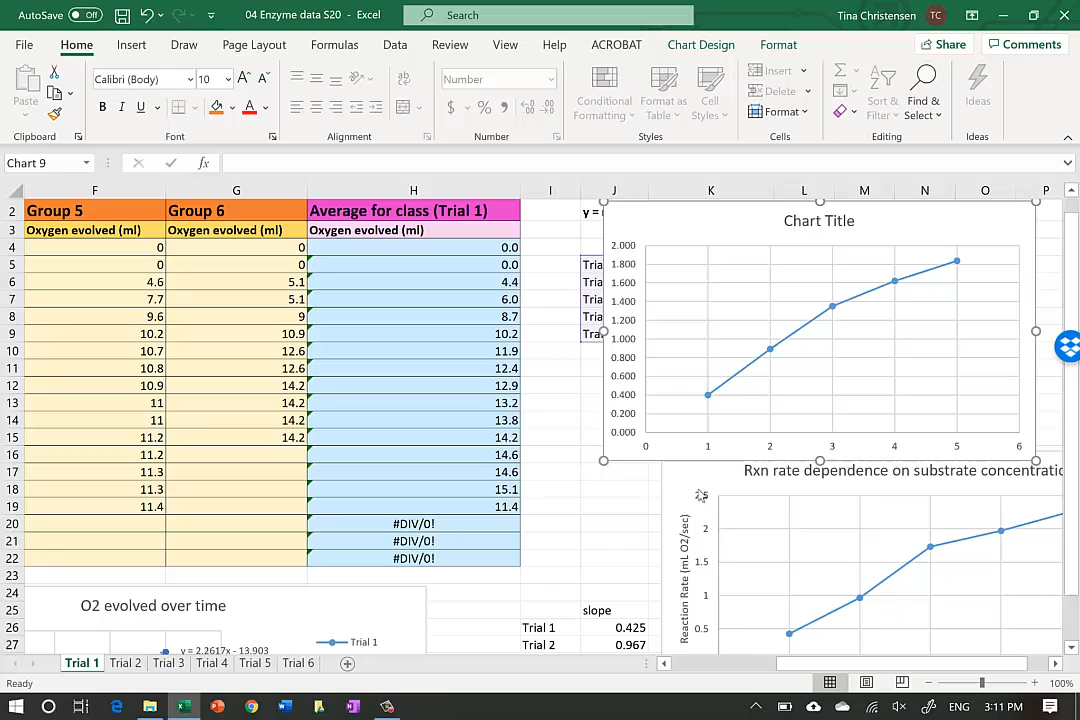 AutoSave Off 04 Enzyme data S20 - Excel Search Tina Christensen TC
File Home Insert Draw Page Layout Formulas Data Review View Help ACROBAT Chart Design Format Share Comments
Paste Calibri (Body) 10 A A Number Insert
B I U A $ % Conditional Formatting Format as Table Cell Styles Delete Format Sort & Filter Find & Select Ideas
Clipboard Font Alignment Number Styles Cells Editing Ideas
Chart 9 fx
F G H I J K L M N O P
2 Group 5 Group 6 Average for class (Trial 1) y =
3 Oxygen evolved (ml) Oxygen evolved (ml) Oxygen evolved (ml)
4 0 0 0.0
5 0 0 0.0 Tria
6 4.6 5.1 4.4 Tria
7 7.7 5.1 6.0 Tria
8 9.6 9 8.7 Tria
9 10.2 10.9 10.2 Tra
10 10.7 12.6 11.9
11 10.8 12.6 12.4
12 10.9 14.2 12.9
13 11 14.2 13.2
14 11 14.2 13.8
15 11.2 14.2 14.2
16 11.2 14.6
17 11.3 14.6
18 11.3 15.1
19 11.4 11.4
20 #DIV/0!
21 #DIV/0!
22 #DIV/0!
23
24
25 slope
26 Trial 1 0.425
27 Trial 2 0.967
Chart Title
2.000
1.800
1.600
1.400
1.200
1.000
0.800
0.600
0.400
0.200
0.000
0 1 2 3 4 5 6
Rxn rate dependence on substrate concentratio
Reaction Rate (mL O2/sec)
2.5
2
1.5
1
0.5
O2 evolved over time
Trial 1
y = 2.2617x - 13.903
Trial 1 Trial 2 Trial 3 Trial 4 Trial 5 Trial 6
Ready 100%
ENG 3:11 PM